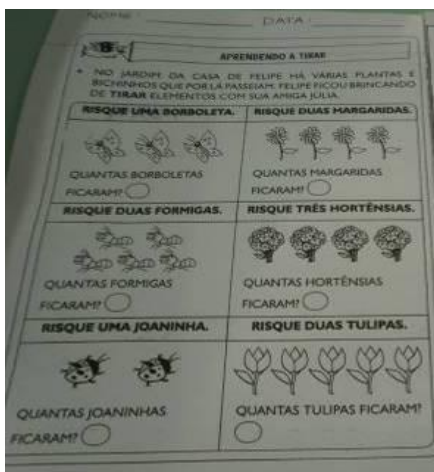 NOME:
DATA:
APRENDENDO A TIRAR
• NO JARDIM DA CASA DE FELIPE HÁ VÁRIAS PLANTAS E
BICHINHOS QUE POR LÁ PASSEIAM. FELIPE FICOU BRINCANDO
DE TIRAR ELEMENTOS COM SUA AMIGA JÚLIA.
RISQUE UMA BORBOLETA.
QUANTAS BORBOLETAS
FICARAM?
RISQUE DUAS MARGARIDAS.
QUANTAS MARGARIDAS
FICARAM?
RISQUE DUAS FORMIGAS.
QUANTAS FORMIGAS
FICARAM?
RISQUE TRÊS HORTÊNSIAS.
QUANTAS HORTÊNSIAS
FICARAM?
RISQUE UMA JOANINHA.
QUANTAS JOANINHAS
FICARAM?
RISQUE DUAS TULIPAS.
QUANTAS TULIPAS FICARAM?